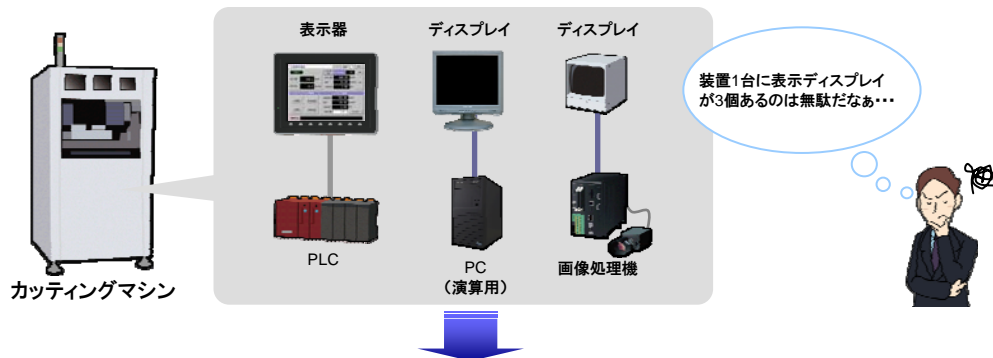 表示器
ディスプレイ
ディスプレイ
装置1台に表示ディスプレイ
が3個あるのは無駄だなぁ・・・
PLC
PC
（演算用）
画像処理機
カッティングマシン